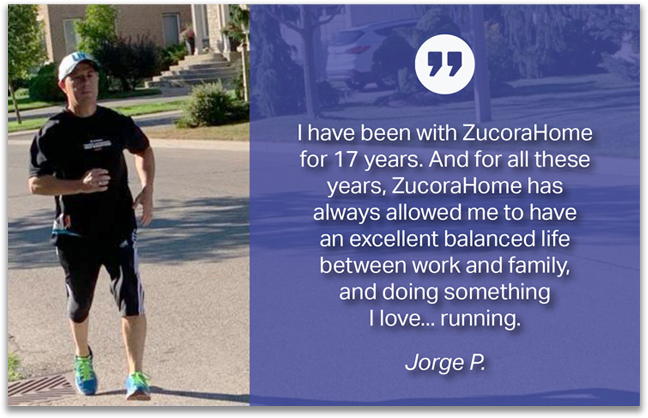 I have been with ZucoraHome
for 17 years. And for all these
years, ZucoraHome has
always allowed me to have
an excellent balanced life
between work and family,
and doing something
I love... running.
Jorge P.